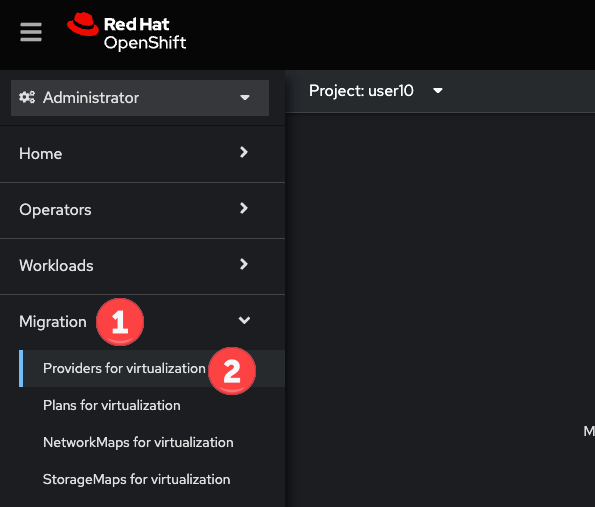 Red Hat
OpenShift
Administrator
Project: user10
Home
Operators
Workloads
Migration
1
Providers for virtualization
2
Plans for virtualization
M
NetworkMaps for virtualization
StorageMaps for virtualization